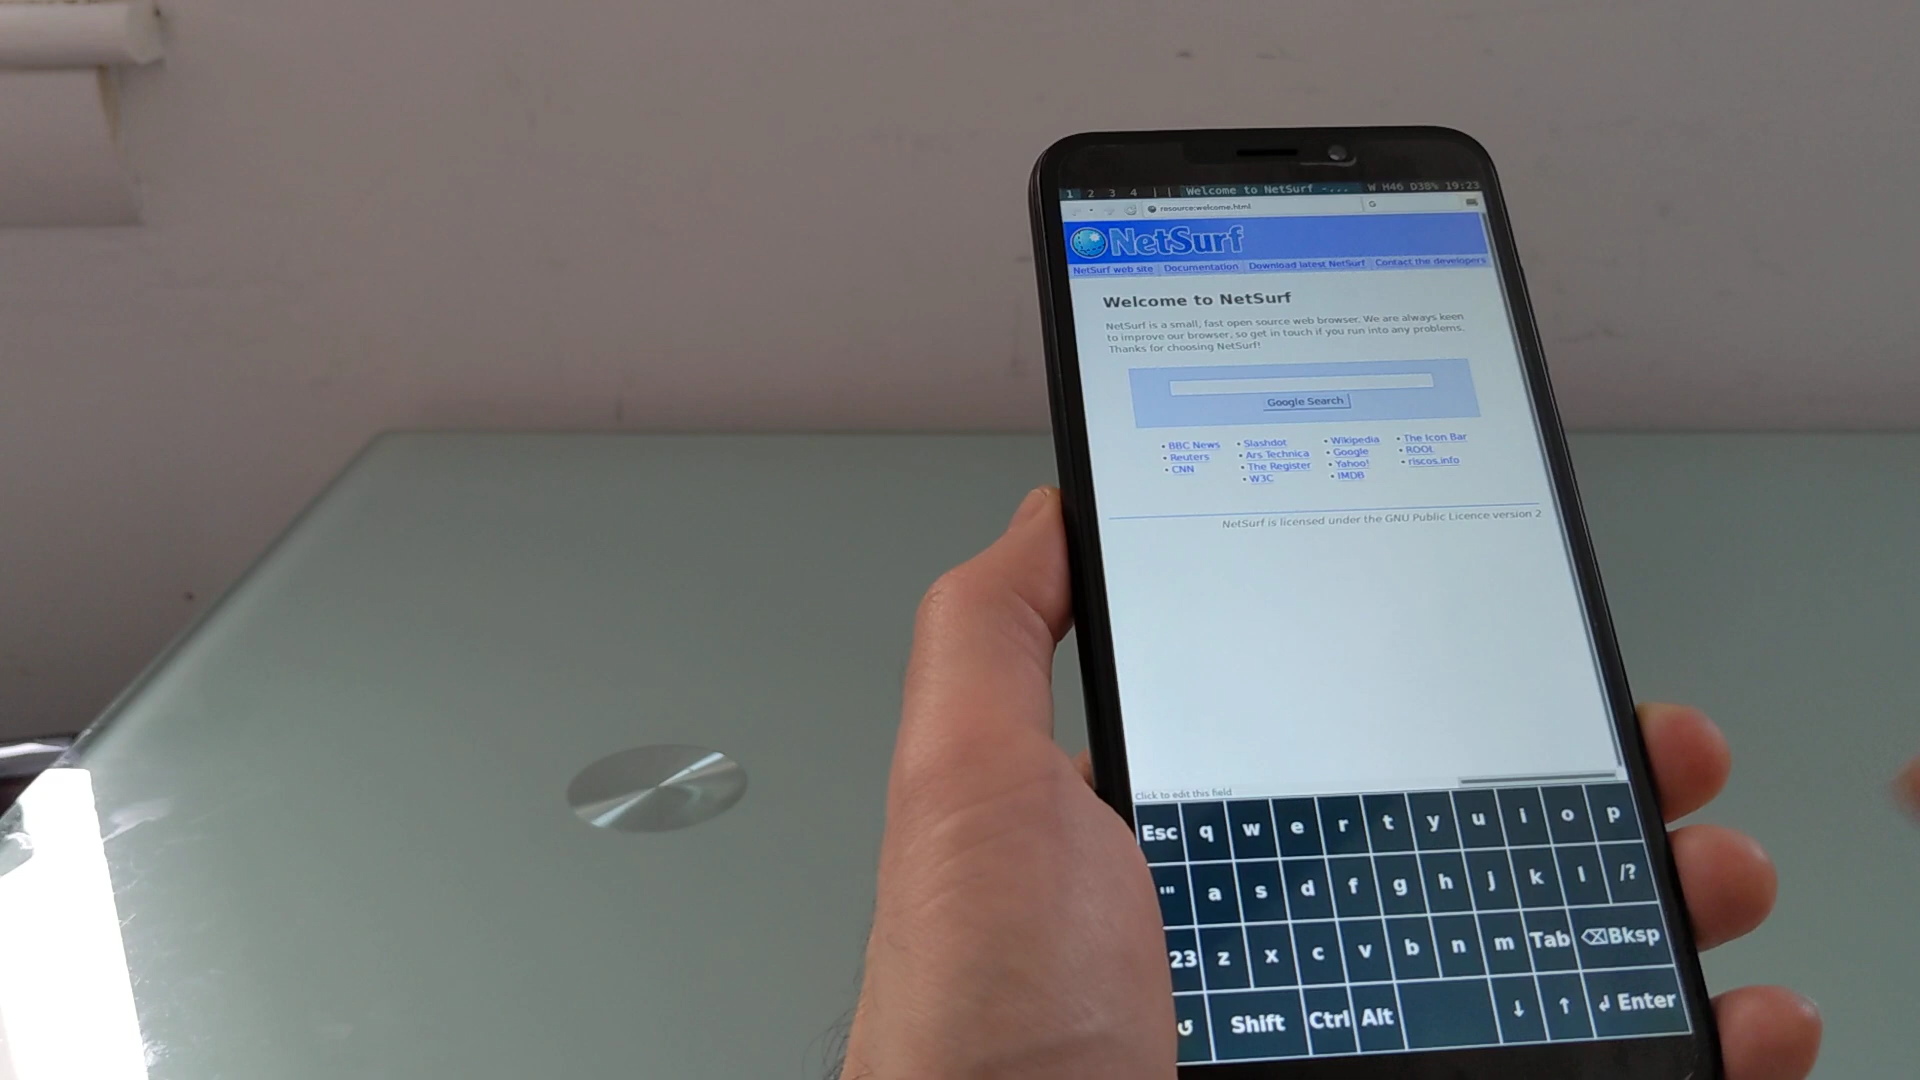 1 2 3 4 | [ Welcome to NetSurf -... W H46 D38% 19:23
resource:welcome.html G
NetSurf
NetSurf web site Documentation Download latest NetSurf Contact the developers
Welcome to NetSurf
NetSurf is a small, fast open source web browser. We are always keen
to improve our browser, so get in touch if you run into any problems.
Thanks for choosing NetSurf!
Google Search
• BBC News • Slashdot • Wikipedia • The Icon Bar
• Reuters • Ars Technica • Google • ROOL
• CNN • The Register • Yahoo! • riscos.info
• W3C • IMDB
NetSurf is licensed under the GNU Public Licence version 2
Click to edit this field
Esc q w e r t y u i o p
'" a s d f g h j k l /?
23 z x c v b n m Tab ⌫Bksp
↺ Shift Ctrl Alt ↓ ↑ ↲ Enter